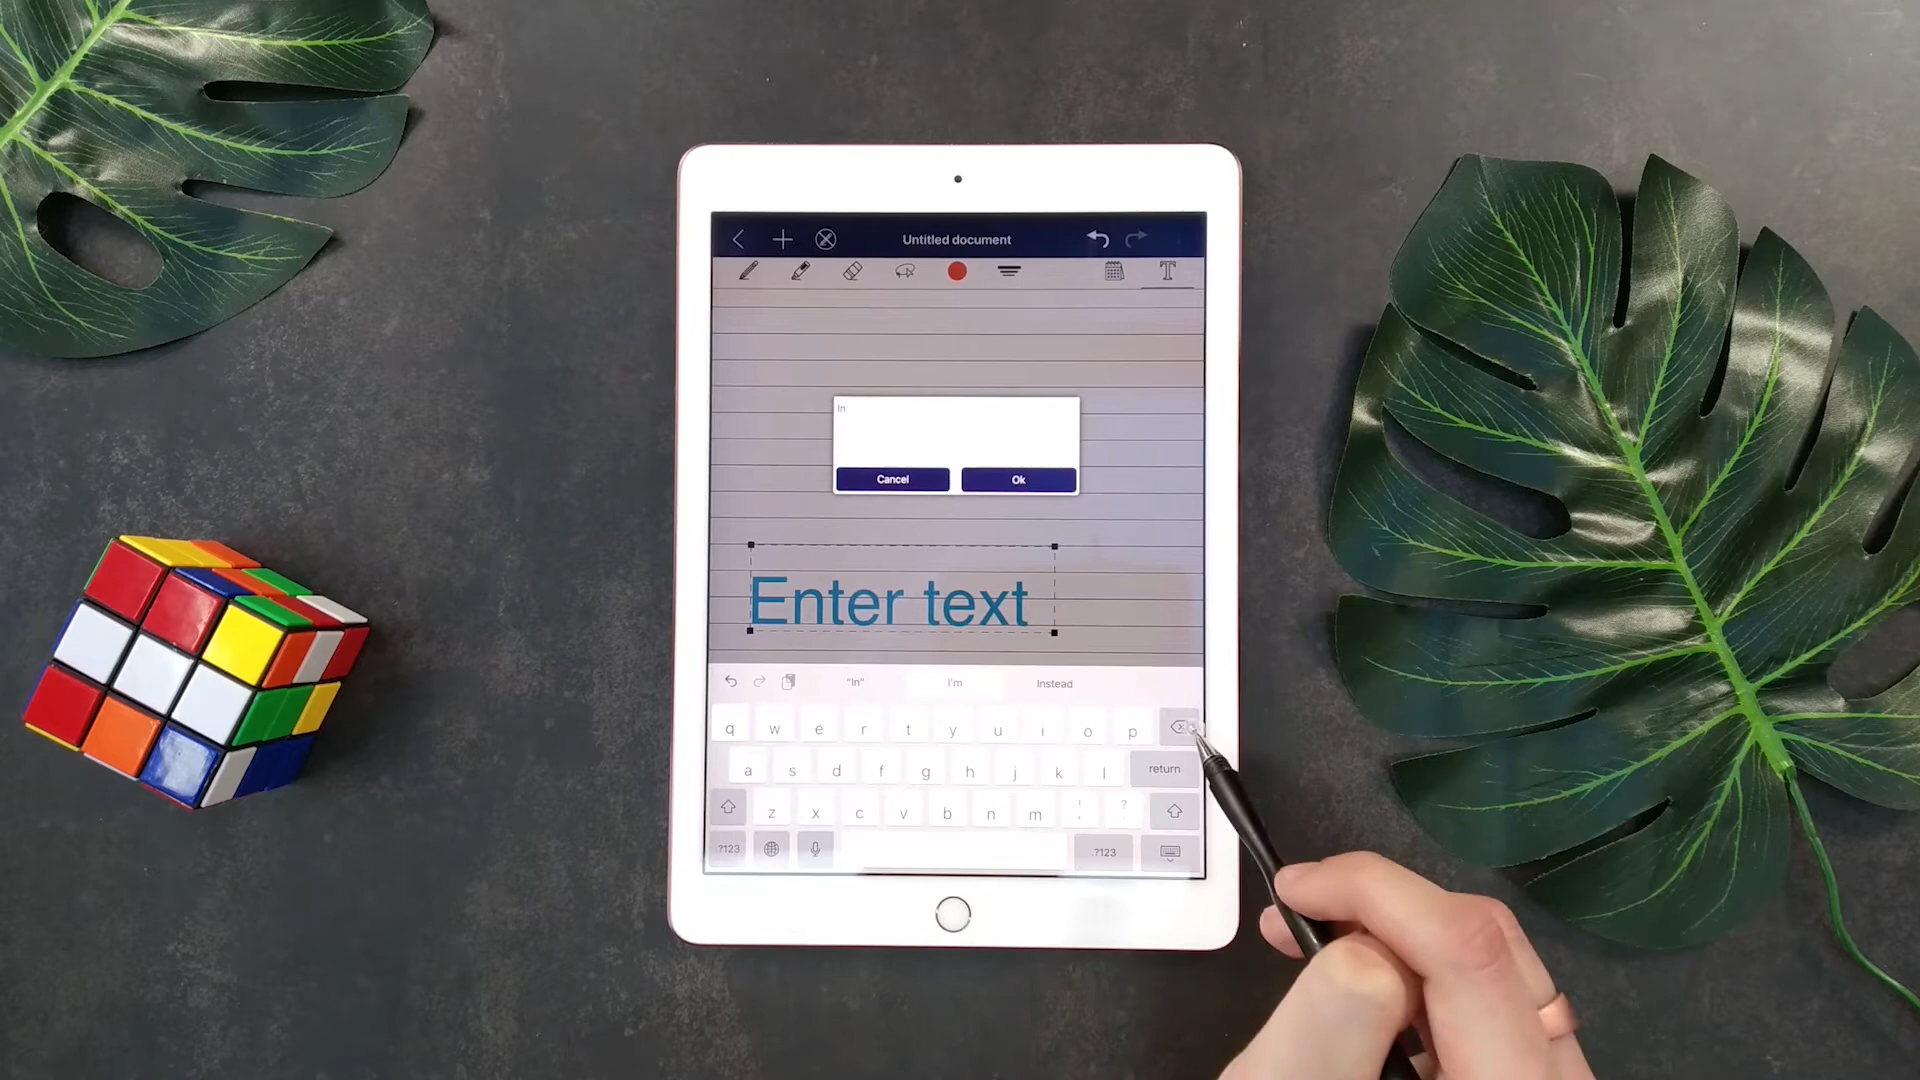 Untitled document
In
Cancel Ok
Enter text
"In" I'm Instead
q w e r t y u i o p
a s d f g h j k l return
z x c v b n m ! , ? .
?123 .?123